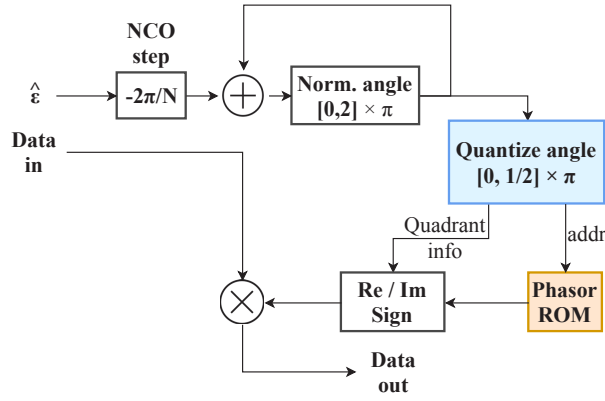 NCO
step
ε̂
-2π/N
Norm. angle
[0,2] × π
Data
in
Quantize angle
[0, 1/2] × π
Quadrant
info
addr
Re / Im
Sign
Phasor
ROM
Data
out